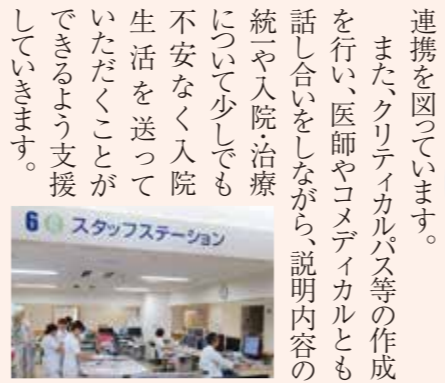 連携を図っています。
また、クリティカルパス等の作成
を行い、医師やコメディカルとも
話し合いをしながら、説明内容の
統一や入院・治療
について少しでも
不安なく入院
生活を送って
いただくことが
できるよう支援
していきます。
6 スタッフステーション